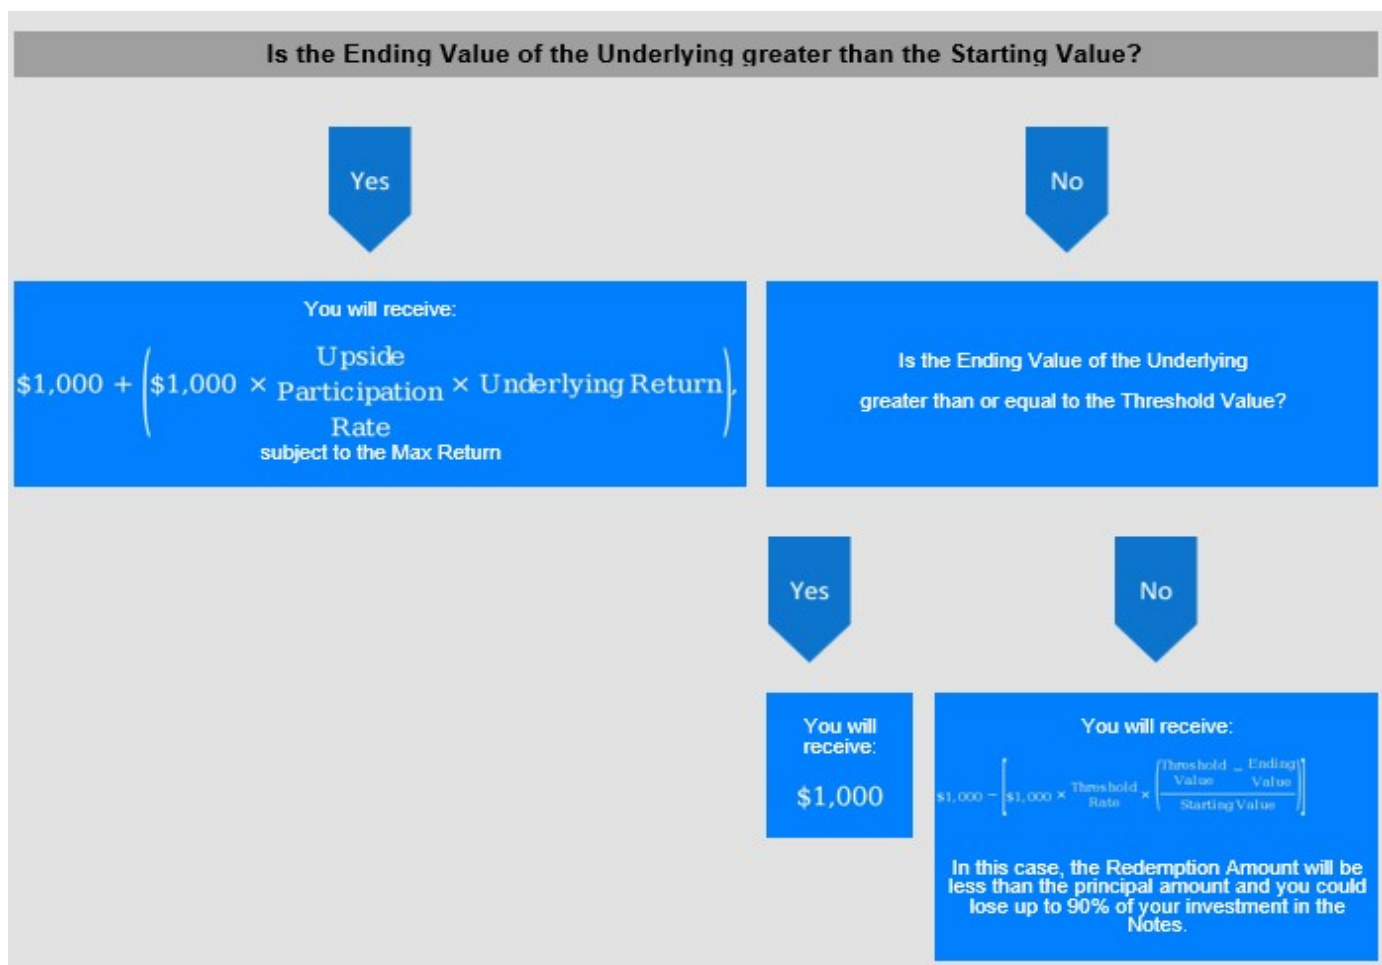 Is the Ending Value of the Underlying greater than the Starting Value?
Yes
No
You will receive:
$1,000 + ($1,000 × Upside Participation Rate × Underlying Return),
subject to the Max Return
Is the Ending Value of the Underlying
greater than or equal to the Threshold Value?
Yes
No
You will
receive:
$1,000
You will receive:
$1,000 − [$1,000 × Threshold Rate × (Threshold Value − Ending Value / Starting Value)]
In this case, the Redemption Amount will be
less than the principal amount and you could
lose up to 90% of your investment in the
Notes.